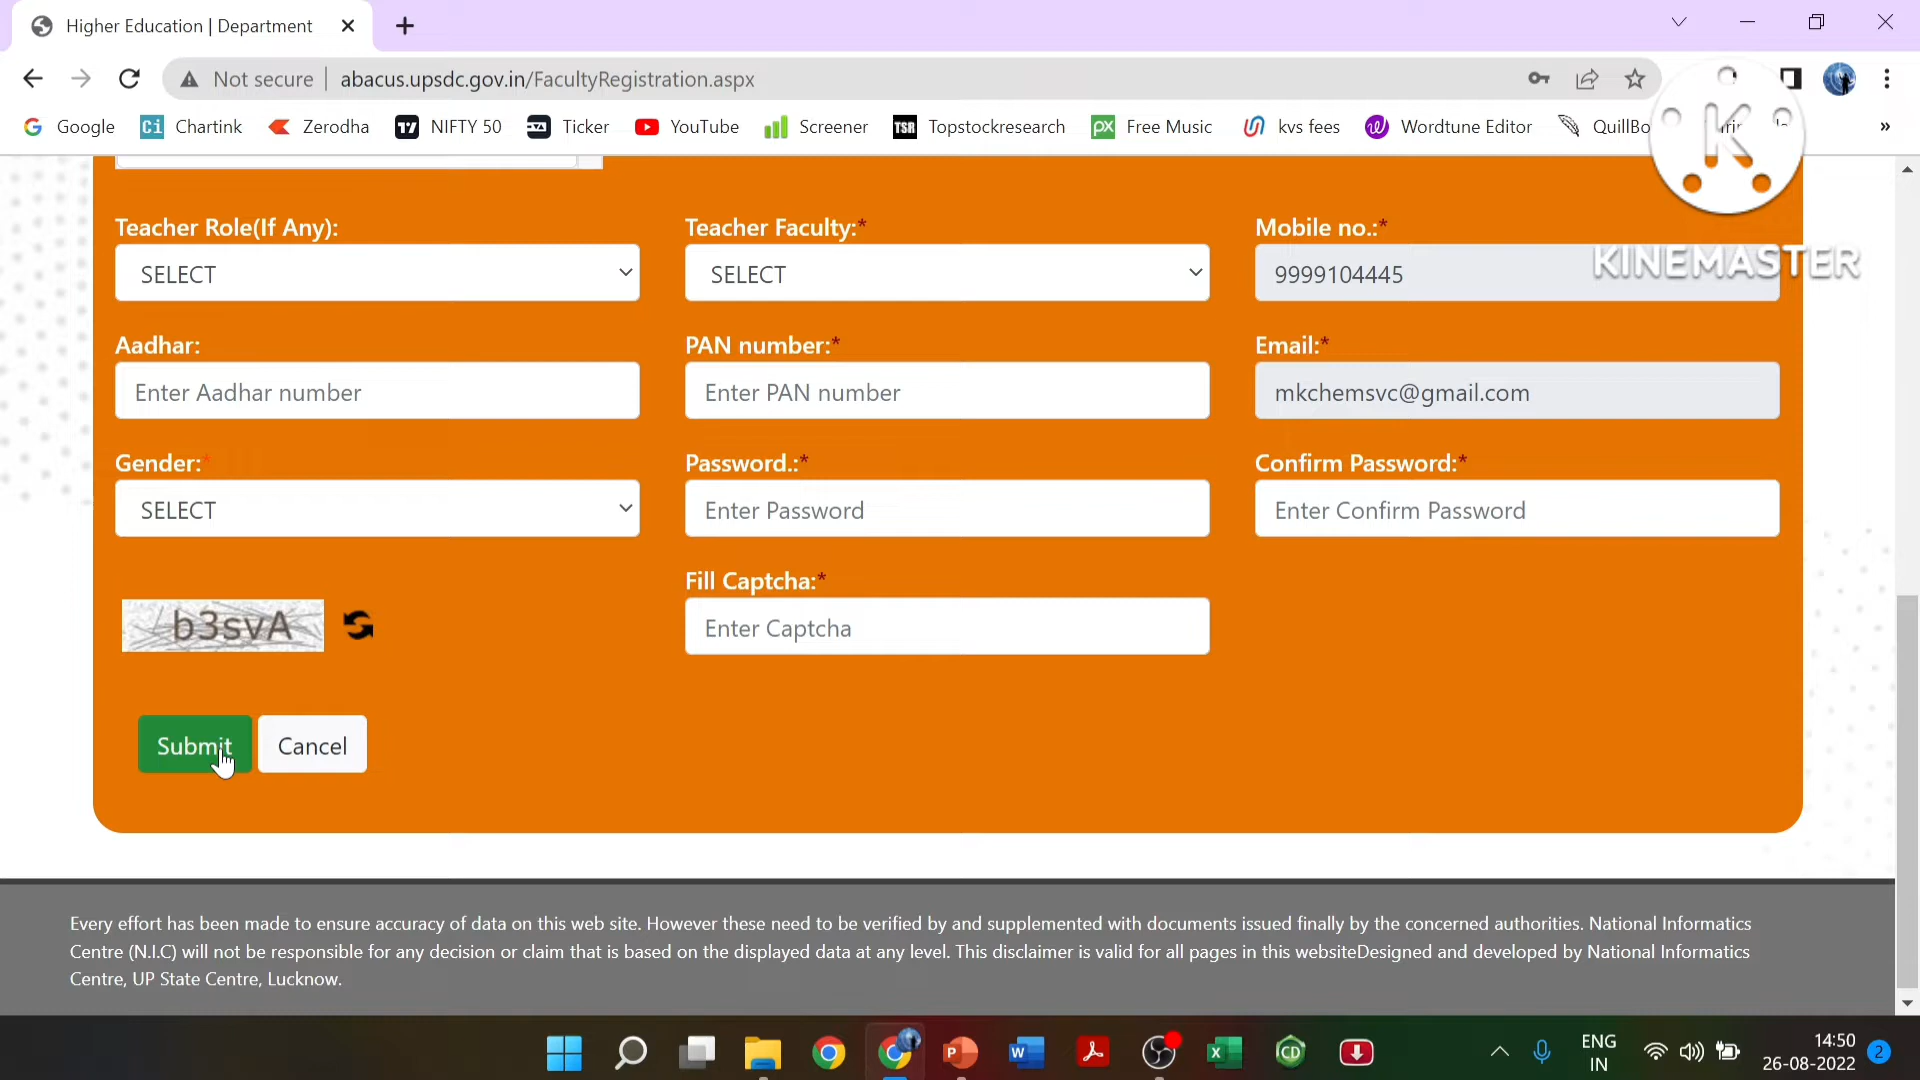 Higher Education | Department
Not secure | abacus.upsdc.gov.in/FacultyRegistration.aspx
Google Chartink Zerodha NIFTY 50 Ticker YouTube Screener Topstockresearch Free Music kvs fees Wordtune Editor QuillBo
KINEMASTER
Teacher Role(If Any): Teacher Faculty:* Mobile no.:*
SELECT SELECT 9999104445
Aadhar: PAN number:* Email:*
Enter Aadhar number Enter PAN number mkchemsvc@gmail.com
Gender:* Password.:* Confirm Password:*
SELECT Enter Password Enter Confirm Password
Fill Captcha:*
b3svA Enter Captcha
Submit Cancel
Every effort has been made to ensure accuracy of data on this web site. However these need to be verified by and supplemented with documents issued finally by the concerned authorities. National Informatics
Centre (N.I.C) will not be responsible for any decision or claim that is based on the displayed data at any level. This disclaimer is valid for all pages in this websiteDesigned and developed by National Informatics
Centre, UP State Centre, Lucknow.
ENG 14:50
IN 26-08-2022 2